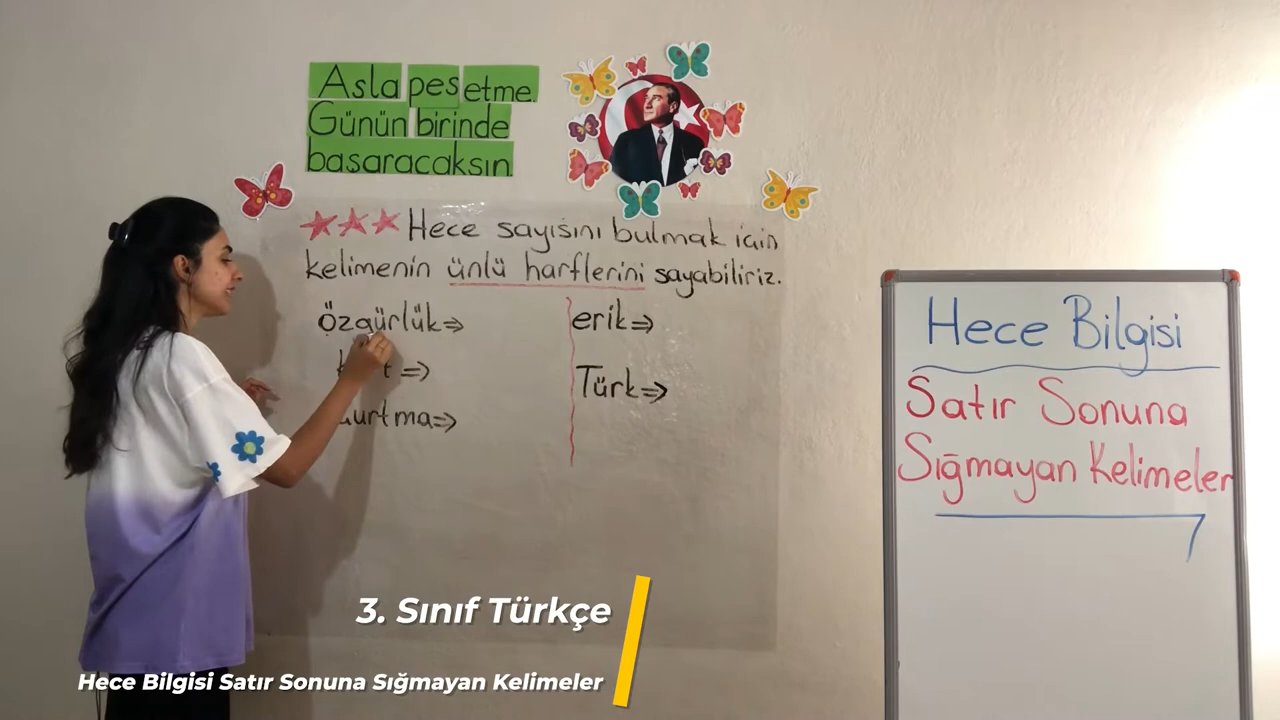 Asla pes etme.
Günün birinde
başaracaksın.
Hece sayısını bulmak için
kelimenin ünlü harflerini sayabiliriz.
özgürlük⇒
erik⇒
⇒
Türk⇒
⇒
Hece Bilgisi
Satır Sonuna
Sığmayan Kelimeler
3. Sınıf Türkçe
Hece Bilgisi Satır Sonuna Sığmayan Kelimeler